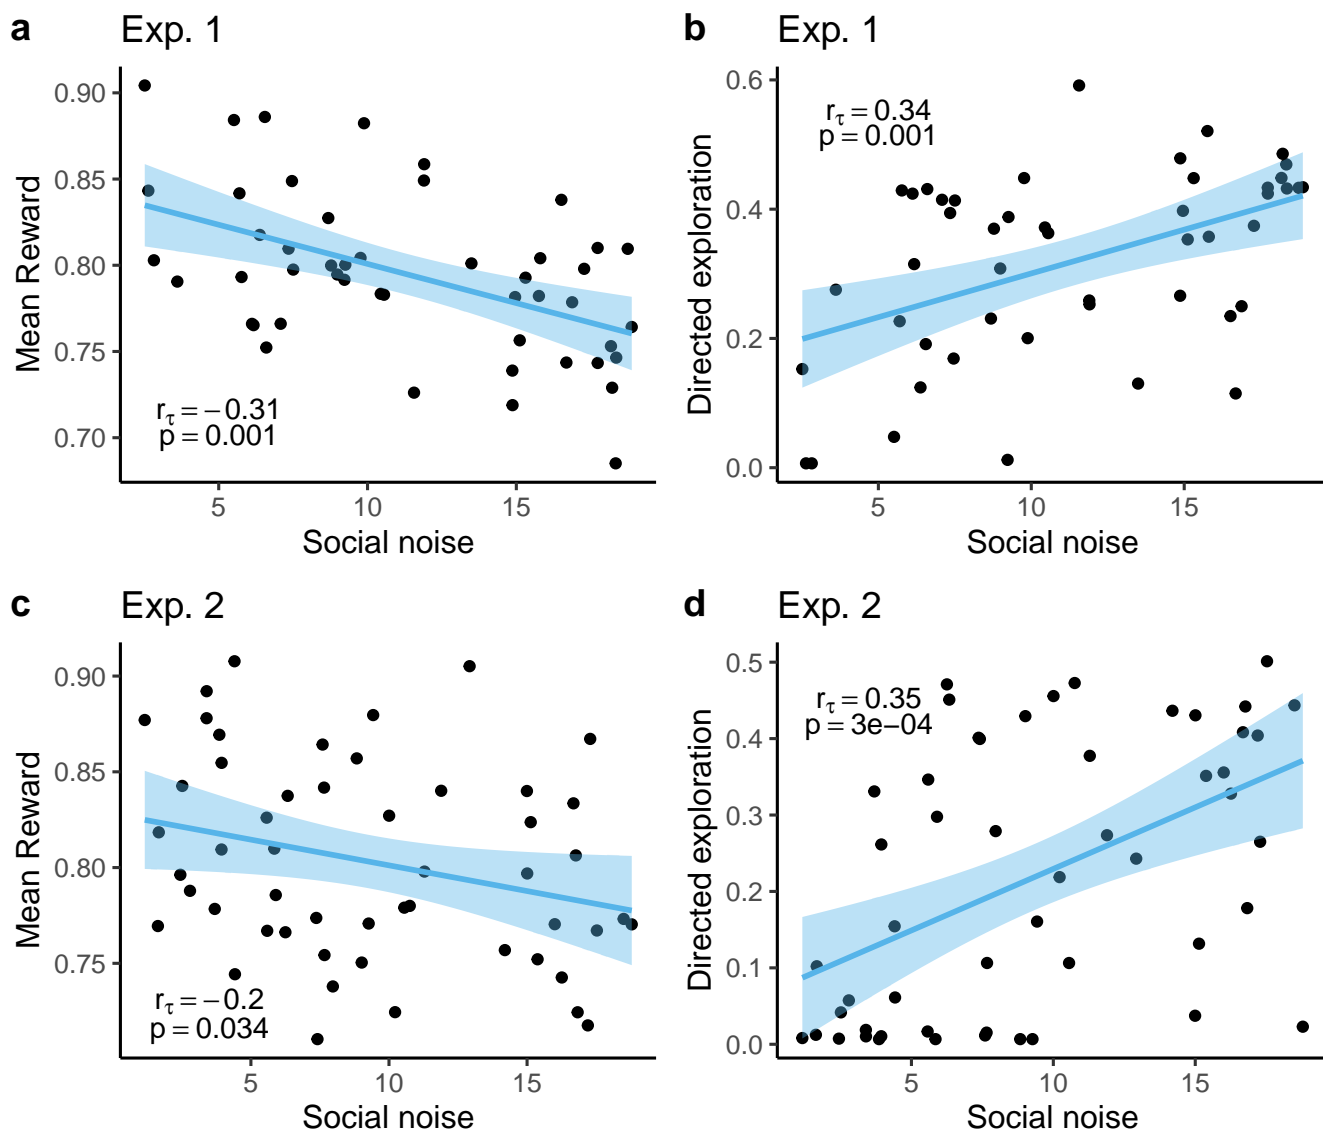 a Exp. 1
0.90
0.85
0.80
0.75
0.70
Mean Reward
rτ = −0.31
p = 0.001
5 10 15
Social noise
b Exp. 1
0.6
0.4
0.2
0.0
Directed exploration
rτ = 0.34
p = 0.001
5 10 15
Social noise
c Exp. 2
0.90
0.85
0.80
0.75
Mean Reward
rτ = −0.2
p = 0.034
5 10 15
Social noise
d Exp. 2
0.5
0.4
0.3
0.2
0.1
0.0
Directed exploration
rτ = 0.35
p = 3e−04
5 10 15
Social noise